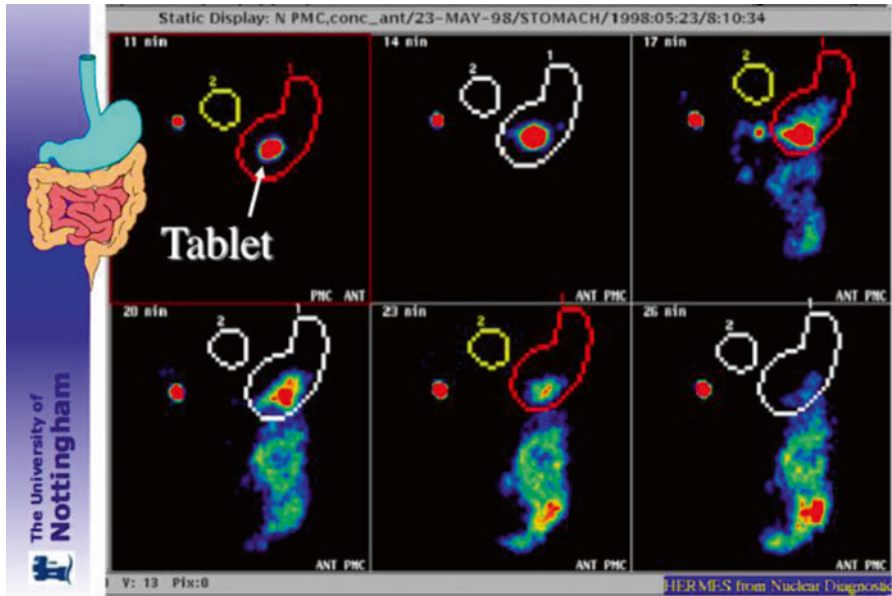 Static Display: N PMC,conc_ant/23-MAY-98/STOMACH/1998:05:23/8:10:34
11 min
2
1
Tablet
PMC ANT
14 min
2
1
ANT PMC
17 min
2
1
ANT PMC
20 min
2
1
ANT PMC
23 min
2
1
ANT PMC
26 min
2
1
ANT PMC
The University of
Nottingham
Y: 13 Pix:0
HERMES from Nuclear Diagnostic